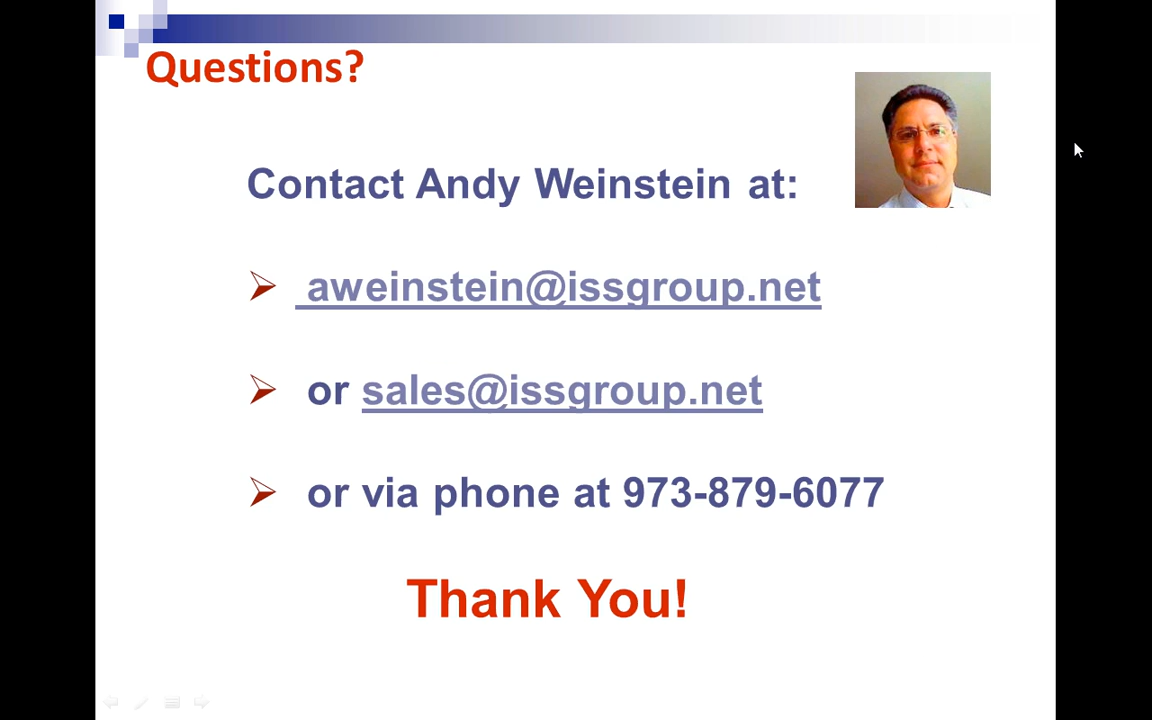 Questions?
Contact Andy Weinstein at:
aweinstein@issgroup.net
or sales@issgroup.net
or via phone at 973-879-6077
Thank You!